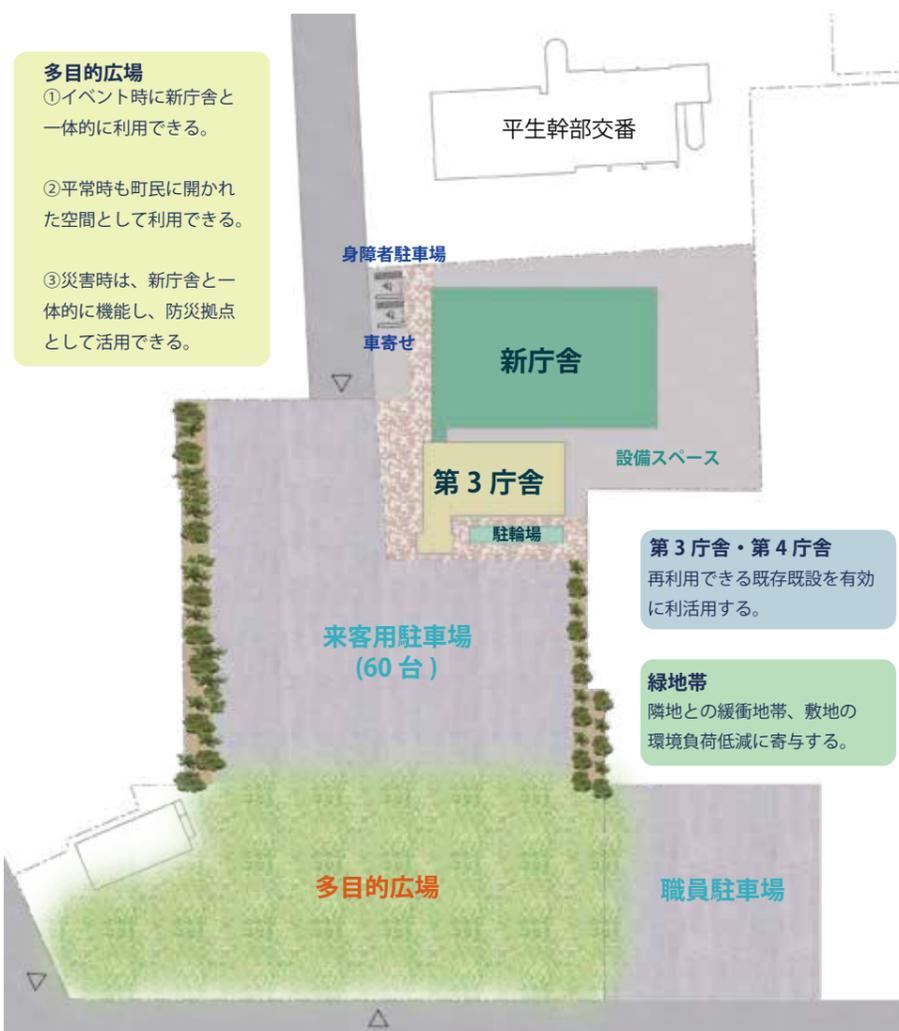 多目的広場
①イベント時に新庁舎と
一体的に利用できる。
②平常時も町民に開かれ
た空間として利用できる。
③災害時は、新庁舎と一
体的に機能し、防災拠点
として活用できる。
平生幹部交番
身障者駐車場
車寄せ
新庁舎
設備スペース
第3庁舎
駐輪場
第3庁舎・第4庁舎
再利用できる既存既設を有効
に利活用する。
来客用駐車場
(60台)
緑地帯
隣地との緩衝地帯、敷地の
環境負荷低減に寄与する。
多目的広場
職員駐車場